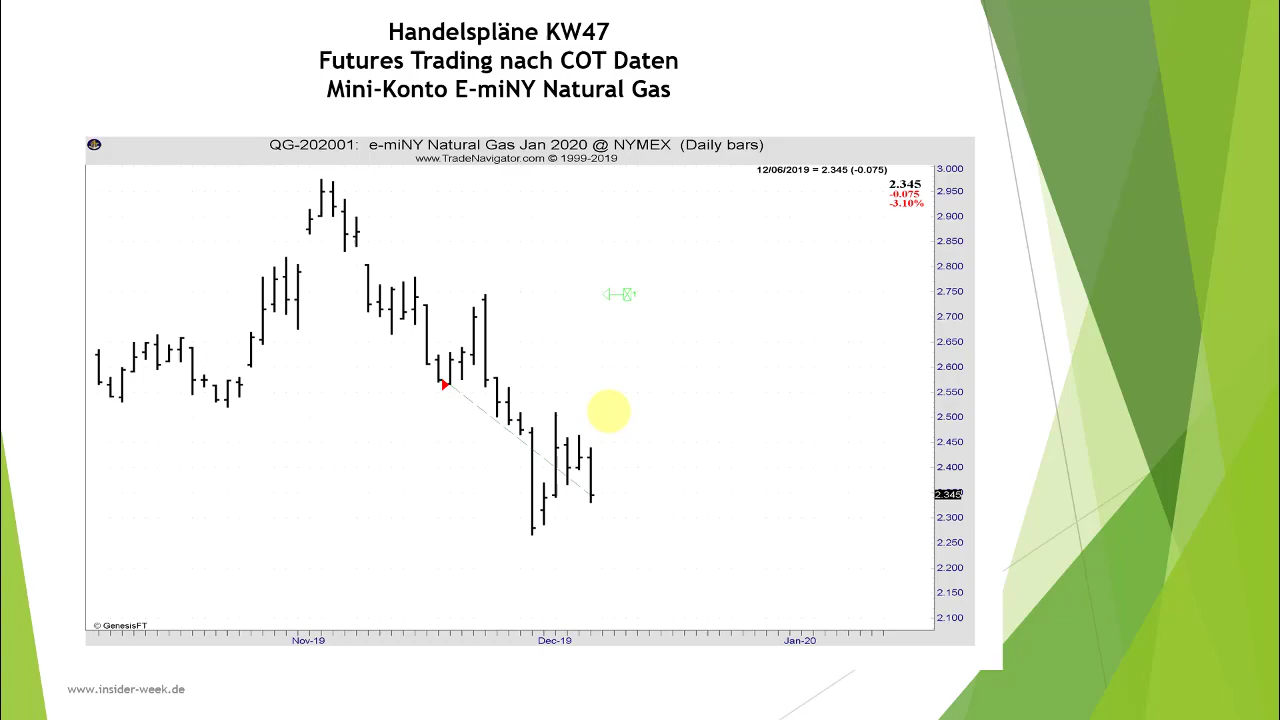 Handelspläne KW47
Futures Trading nach COT Daten
Mini-Konto E-miNY Natural Gas
QG-202001: e-miNY Natural Gas Jan 2020 @ NYMEX (Daily bars)
www.TradeNavigator.com © 1999-2019
12/06/2019 = 2.345 (-0.075)
2.345
-0.075
-3.10%
3.000
2.950
2.900
2.850
2.800
2.750
2.700
2.650
2.600
2.550
2.500
2.450
2.400
2.345
2.300
2.250
2.200
2.150
2.100
© GenesisFT
Nov-19 Dec-19 Jan-20
www.insider-week.de